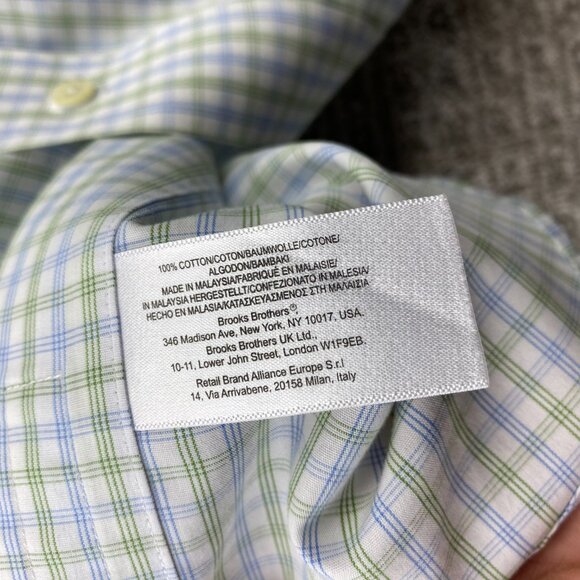 100% COTTON/COTON/BAUMWOLLE/COTONE/
ALGODON/BAMBAKI
MADE IN MALAYSIA/FABRIQUÉ EN MALAISIE/
IN MALAYSIA HERGESTELLT/CONFEZIONATO IN MALESIA/
HECHO EN MALASIA/ΚΑΤΑΣΚΕΥΑΣΜΕΝΟΣ ΣΤΗ ΜΑΛΑΙΣΙΑ
Brooks Brothers®,
346 Madison Ave, New York, NY 10017, USA.
Brooks Brothers UK Ltd.,
10-11, Lower John Street, London W1F9EB.
Retail Brand Alliance Europe S.r.l
14, Via Arrivabene, 20158 Milan, Italy